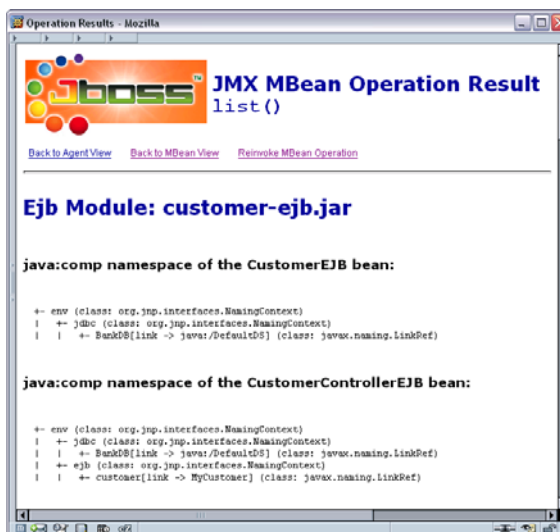 Operation Results - Mozilla
JBoss™
JMX MBean Operation Result
list()
Back to Agent View Back to MBean View Reinvoke MBean Operation
Ejb Module: customer-ejb.jar
java:comp namespace of the CustomerEJB bean:
+- env (class: org.jnp.interfaces.NamingContext)
| +- jdbc (class: org.jnp.interfaces.NamingContext)
| | +- BankDB[link -> java:/DefaultDS] (class: javax.naming.LinkRef)
java:comp namespace of the CustomerControllerEJB bean:
+- env (class: org.jnp.interfaces.NamingContext)
| +- jdbc (class: org.jnp.interfaces.NamingContext)
| | +- BankDB[link -> java:/DefaultDS] (class: javax.naming.LinkRef)
| +- ejb (class: org.jnp.interfaces.NamingContext)
| | +- customer[link -> MyCustomer] (class: javax.naming.LinkRef)